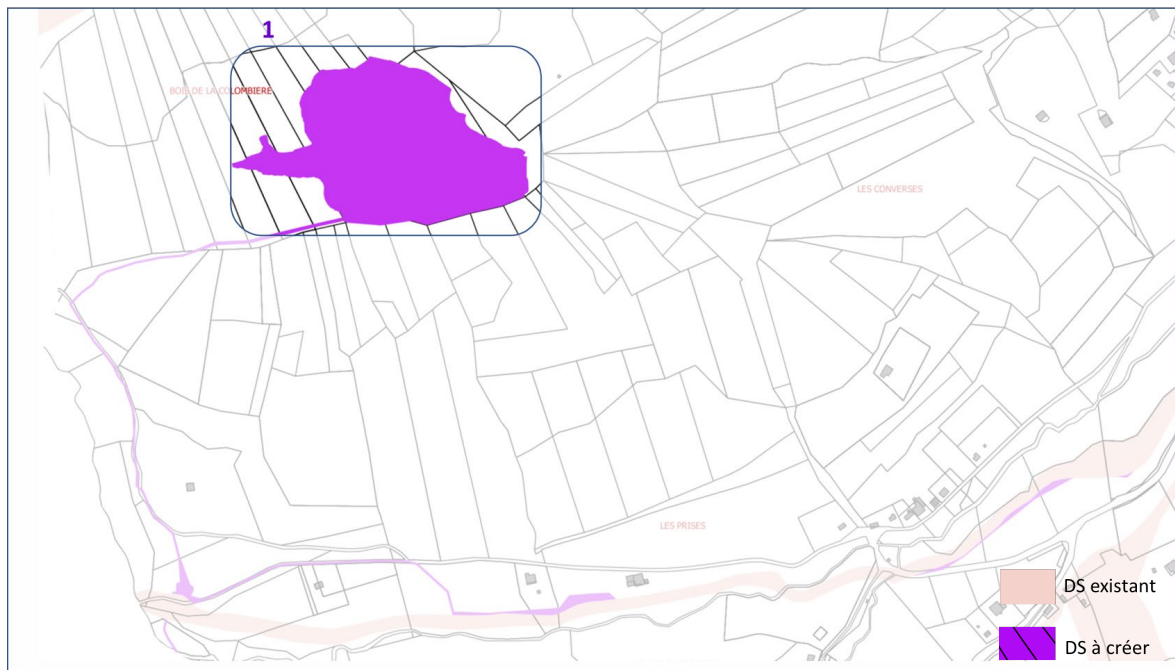 1
BOIS DE LA COLOMBIERE
LES CONVERSES
LES PRISES
DS existant
DS à créer